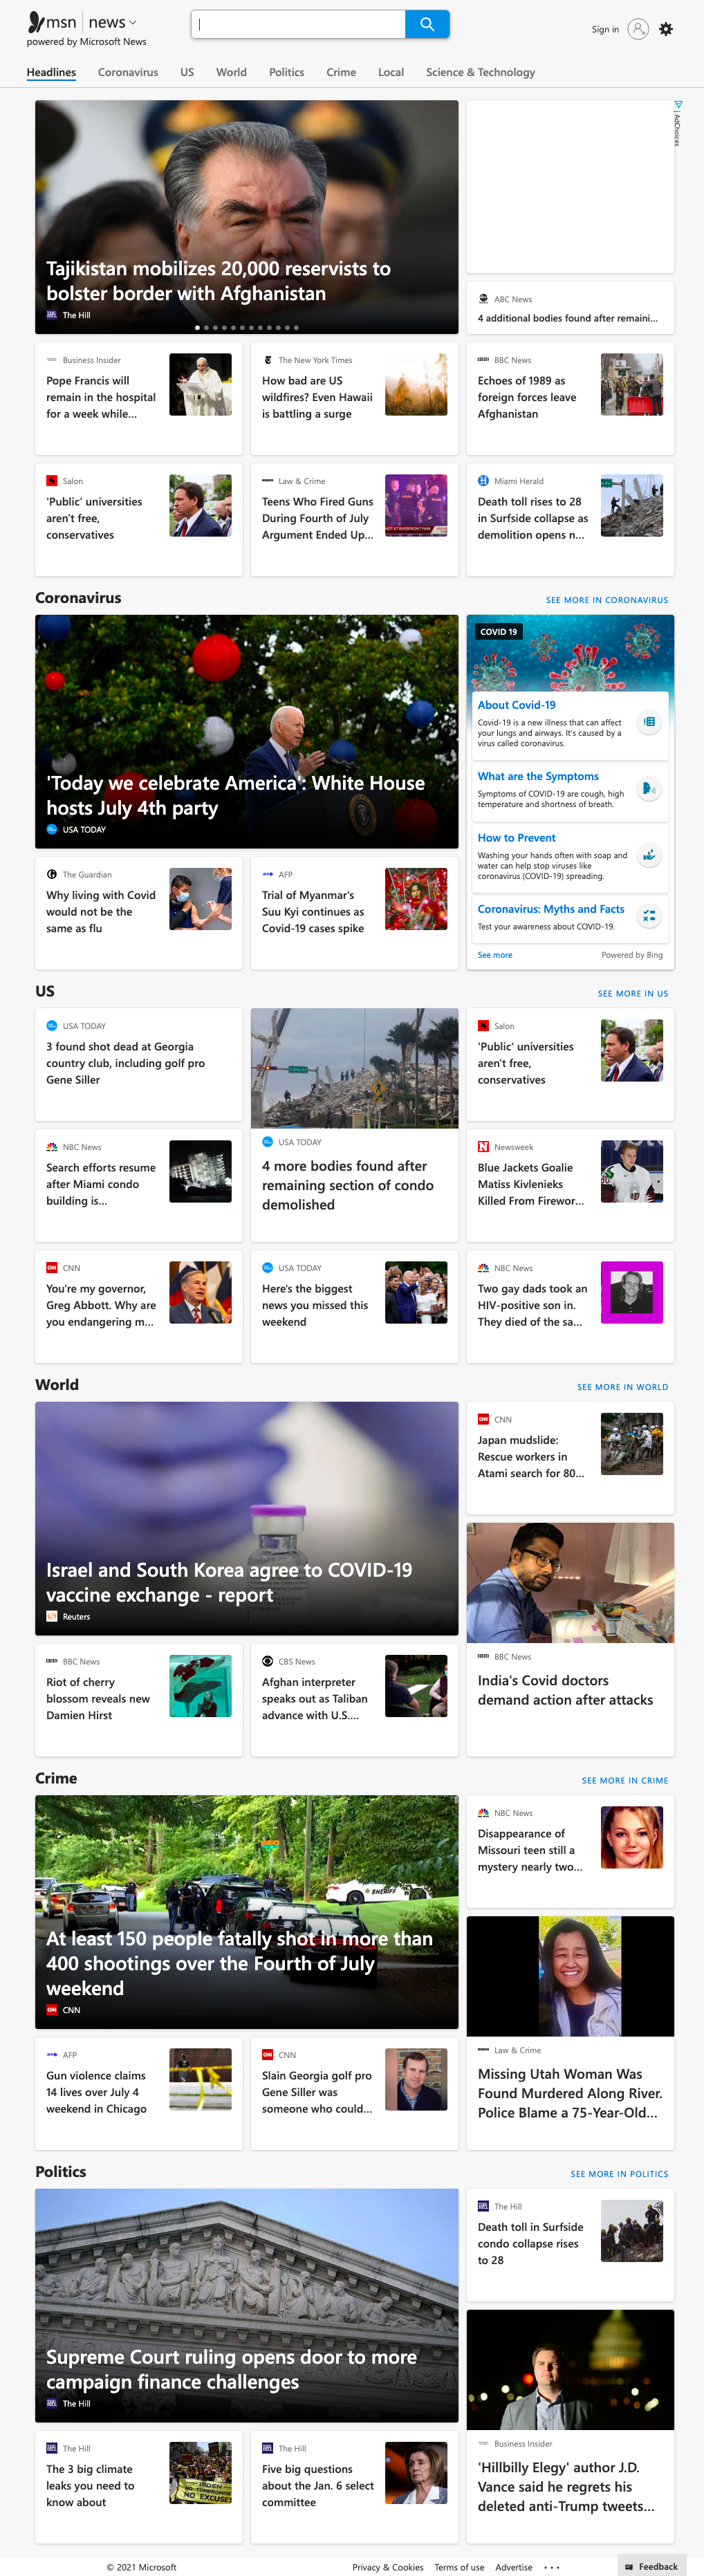 msn news
powered by Microsoft News
Sign in
Headlines Coronavirus US World Politics Crime Local Science & Technology
Tajikistan mobilizes 20,000 reservists to
bolster border with Afghanistan
The Hill
AdChoices
ABC News
4 additional bodies found after remaini...
Business Insider
Pope Francis will
remain in the hospital
for a week while...
The New York Times
How bad are US
wildfires? Even Hawaii
is battling a surge
BBC News
Echoes of 1989 as
foreign forces leave
Afghanistan
Salon
'Public' universities
aren't free,
conservatives
Law & Crime
Teens Who Fired Guns
During Fourth of July
Argument Ended Up...
Miami Herald
Death toll rises to 28
in Surfside collapse as
demolition opens n...
Coronavirus
SEE MORE IN CORONAVIRUS
'Today we celebrate America': White House
hosts July 4th party
USA TODAY
COVID 19
About Covid-19
Covid-19 is a new illness that can affect
your lungs and airways. It's caused by a
virus called coronavirus.
What are the Symptoms
Symptoms of COVID-19 are cough, high
temperature and shortness of breath.
How to Prevent
Washing your hands often with soap and
water can help stop viruses like
coronavirus (COVID-19) spreading.
Coronavirus: Myths and Facts
Test your awareness about COVID-19.
See more
Powered by Bing
The Guardian
Why living with Covid
would not be the
same as flu
AFP
Trial of Myanmar's
Suu Kyi continues as
Covid-19 cases spike
US
SEE MORE IN US
USA TODAY
3 found shot dead at Georgia
country club, including golf pro
Gene Siller
USA TODAY
4 more bodies found after
remaining section of condo
demolished
Salon
'Public' universities
aren't free,
conservatives
NBC News
Search efforts resume
after Miami condo
building is...
Newsweek
Blue Jackets Goalie
Matiss Kivlenieks
Killed From Firewor...
CNN
You're my governor,
Greg Abbott. Why are
you endangering m...
USA TODAY
Here's the biggest
news you missed this
weekend
NBC News
Two gay dads took an
HIV-positive son in.
They died of the sa...
World
SEE MORE IN WORLD
Israel and South Korea agree to COVID-19
vaccine exchange - report
Reuters
CNN
Japan mudslide:
Rescue workers in
Atami search for 80...
BBC News
India's Covid doctors
demand action after attacks
BBC News
Riot of cherry
blossom reveals new
Damien Hirst
CBS News
Afghan interpreter
speaks out as Taliban
advance with U.S....
Crime
SEE MORE IN CRIME
SHERIFF
At least 150 people fatally shot in more than
400 shootings over the Fourth of July
weekend
CNN
NBC News
Disappearance of
Missouri teen still a
mystery nearly two...
Law & Crime
Missing Utah Woman Was
Found Murdered Along River.
Police Blame a 75-Year-Old...
AFP
Gun violence claims
14 lives over July 4
weekend in Chicago
CNN
Slain Georgia golf pro
Gene Siller was
someone who could...
Politics
SEE MORE IN POLITICS
Supreme Court ruling opens door to more
campaign finance challenges
The Hill
The Hill
Death toll in Surfside
condo collapse rises
to 28
Business Insider
'Hillbilly Elegy' author J.D.
Vance said he regrets his
deleted anti-Trump tweets...
The Hill
The 3 big climate
leaks you need to
know about
The Hill
Five big questions
about the Jan. 6 select
committee
© 2021 Microsoft
Privacy & Cookies Terms of use Advertise ...
Feedback